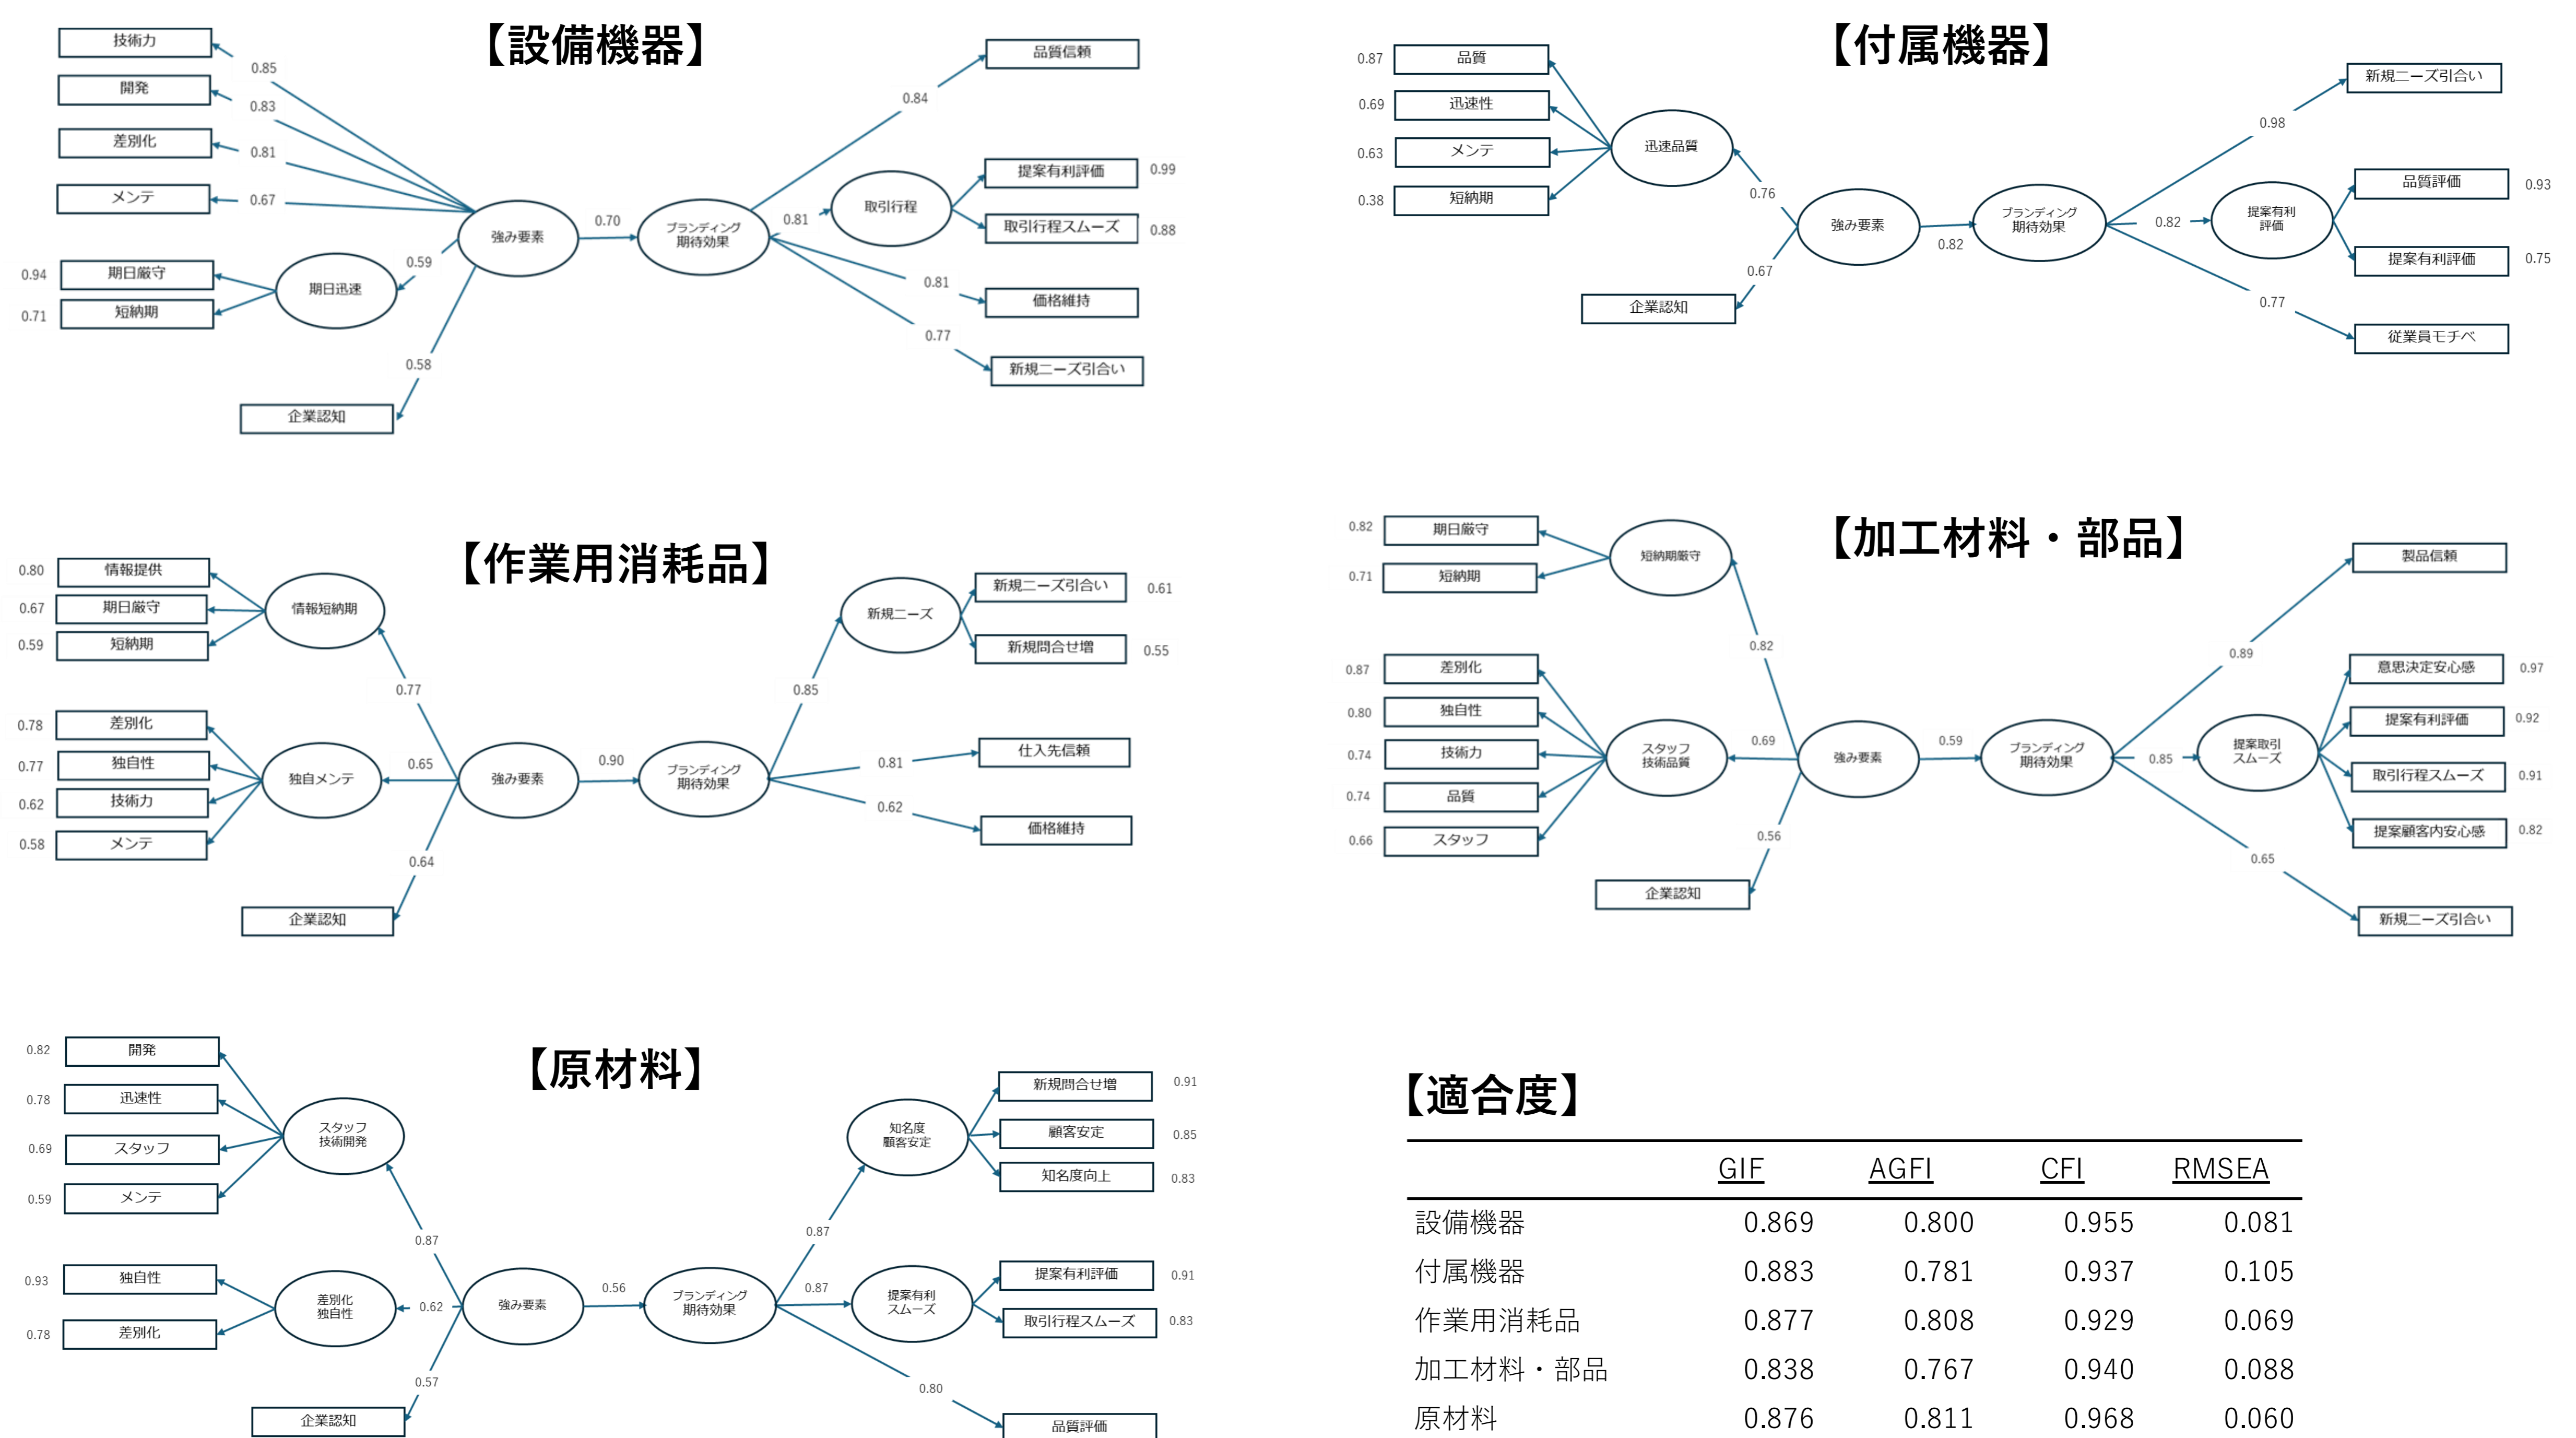 【設備機器】
技術力
開発
差別化
メンテ
0.85
0.83
0.81
0.67
0.94
期日厳守
0.71
短納期
期日迅速
0.59
0.58
企業認知
強み要素
0.70
ブランディング
期待効果
0.84
品質信頼
0.81
取引行程
提案有利評価
0.99
取引行程スムーズ
0.88
0.81
価格維持
0.77
新規ニーズ引合い
【付属機器】
0.87
品質
0.69
迅速性
0.63
メンテ
0.38
短納期
迅速品質
0.76
0.67
企業認知
強み要素
0.82
ブランディング
期待効果
0.98
新規ニーズ引合い
0.82
提案有利
評価
品質評価
0.93
提案有利評価
0.75
0.77
従業員モチベ
【作業用消耗品】
0.80
情報提供
0.67
期日厳守
0.59
短納期
情報短納期
0.77
0.78
差別化
0.77
独自性
0.62
技術力
0.58
メンテ
独自メンテ
0.65
0.64
企業認知
強み要素
0.90
ブランディング
期待効果
0.85
新規ニーズ
新規ニーズ引合い
0.61
新規問合せ増
0.55
0.81
仕入先信頼
0.62
価格維持
【加工材料・部品】
0.82
期日厳守
0.71
短納期
短納期厳守
0.82
0.87
差別化
0.80
独自性
0.74
技術力
0.74
品質
0.66
スタッフ
スタッフ
技術品質
0.69
0.56
企業認知
強み要素
0.59
ブランディング
期待効果
0.89
製品信頼
0.85
提案取引
スムーズ
意思決定安心感
0.97
提案有利評価
0.92
取引行程スムーズ
0.91
提案顧客内安心感
0.82
0.65
新規ニーズ引合い
【原材料】
0.82
開発
0.78
迅速性
0.69
スタッフ
0.59
メンテ
スタッフ
技術開発
0.87
0.93
独自性
0.78
差別化
差別化
独自性
0.62
0.57
企業認知
強み要素
0.56
ブランディング
期待効果
0.87
知名度
顧客安定
新規問合せ増
0.91
顧客安定
0.85
知名度向上
0.83
0.87
提案有利
スムーズ
提案有利評価
0.91
取引行程スムーズ
0.83
0.80
品質評価
【適合度】
GIF AGFI CFI RMSEA
設備機器 0.869 0.800 0.955 0.081
付属機器 0.883 0.781 0.937 0.105
作業用消耗品 0.877 0.808 0.929 0.069
加工材料・部品 0.838 0.767 0.940 0.088
原材料 0.876 0.811 0.968 0.060